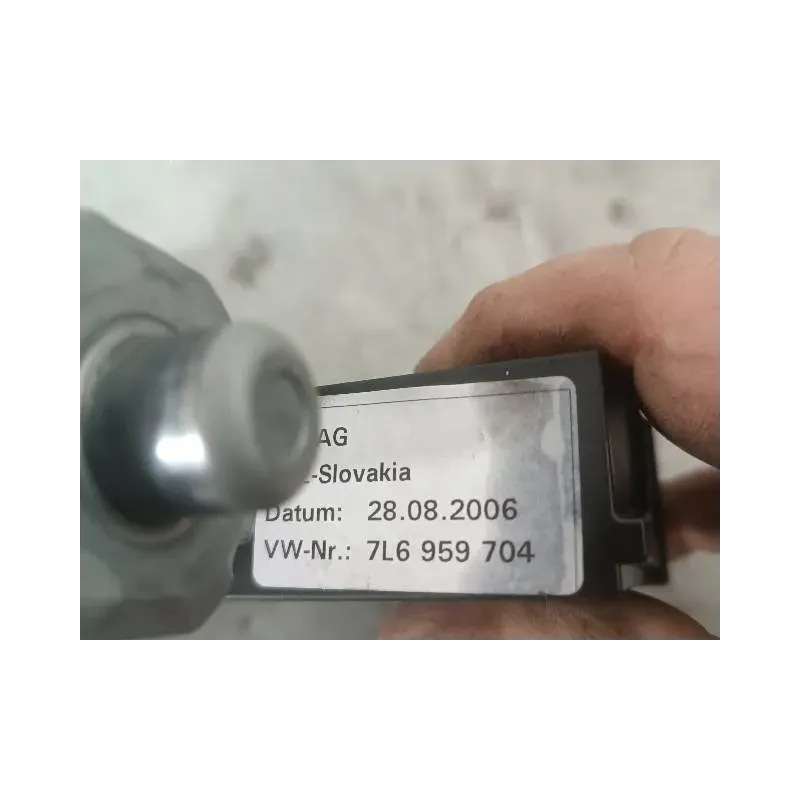 AG
-Slovakia
Datum: 28.08.2006
VW-Nr.: 7L6 959 704